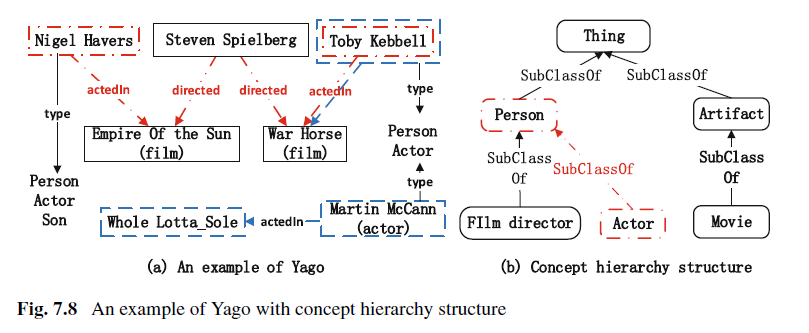 Nigel Havers
Steven Spielberg
Toby Kebbell
actedIn
directed
directed
actedIn
type
type
Empire Of the Sun
(film)
War Horse
(film)
Person
Actor
type
Person
Actor
Son
Whole Lotta_Sole
actedIn
Martin McCann
(actor)
(a) An example of Yago
Thing
SubClassOf
SubClassOf
Person
Artifact
SubClass
Of
SubClassOf
SubClass
Of
FIlm director
Actor
Movie
(b) Concept hierarchy structure
Fig. 7.8 An example of Yago with concept hierarchy structure